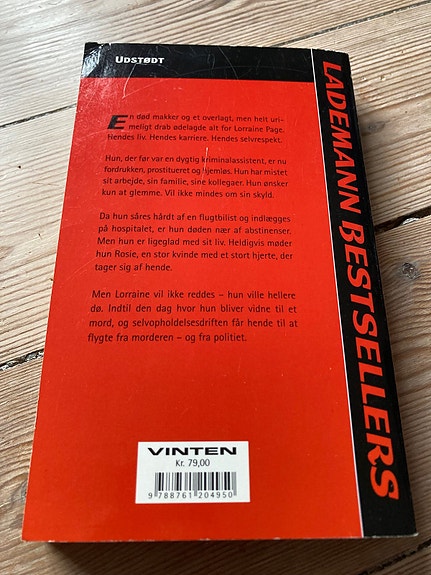 UDSTØDT
En død makker og et overlagt, men helt uri-
meligt drab ødelagde alt for Lorraine Page.
Hendes liv. Hendes karriere. Hendes selvrespekt.
Hun, der før var en dygtig kriminalassistent, er nu
fordrukken, prostitueret og hjemløs. Hun har mistet
sit arbejde, sin familie, sine kollegaer. Hun ønsker
kun at glemme. Vil ikke mindes om sin skyld.
Da hun såres hårdt af en flugtbilist og indlægges
på hospitalet, er hun døden nær af abstinenser.
Men hun er ligeglad med sit liv. Heldigvis møder
hun Rosie, en stor kvinde med et stort hjerte, der
tager sig af hende.
Men Lorraine vil ikke reddes – hun ville hellere
dø. Indtil den dag hvor hun bliver vidne til et
mord, og selvopholdelsesdriften får hende til at
flygte fra morderen – og fra politiet.
VINTEN
Kr. 79,00
9 788761 204950
LADEMANN BESTSELLERS